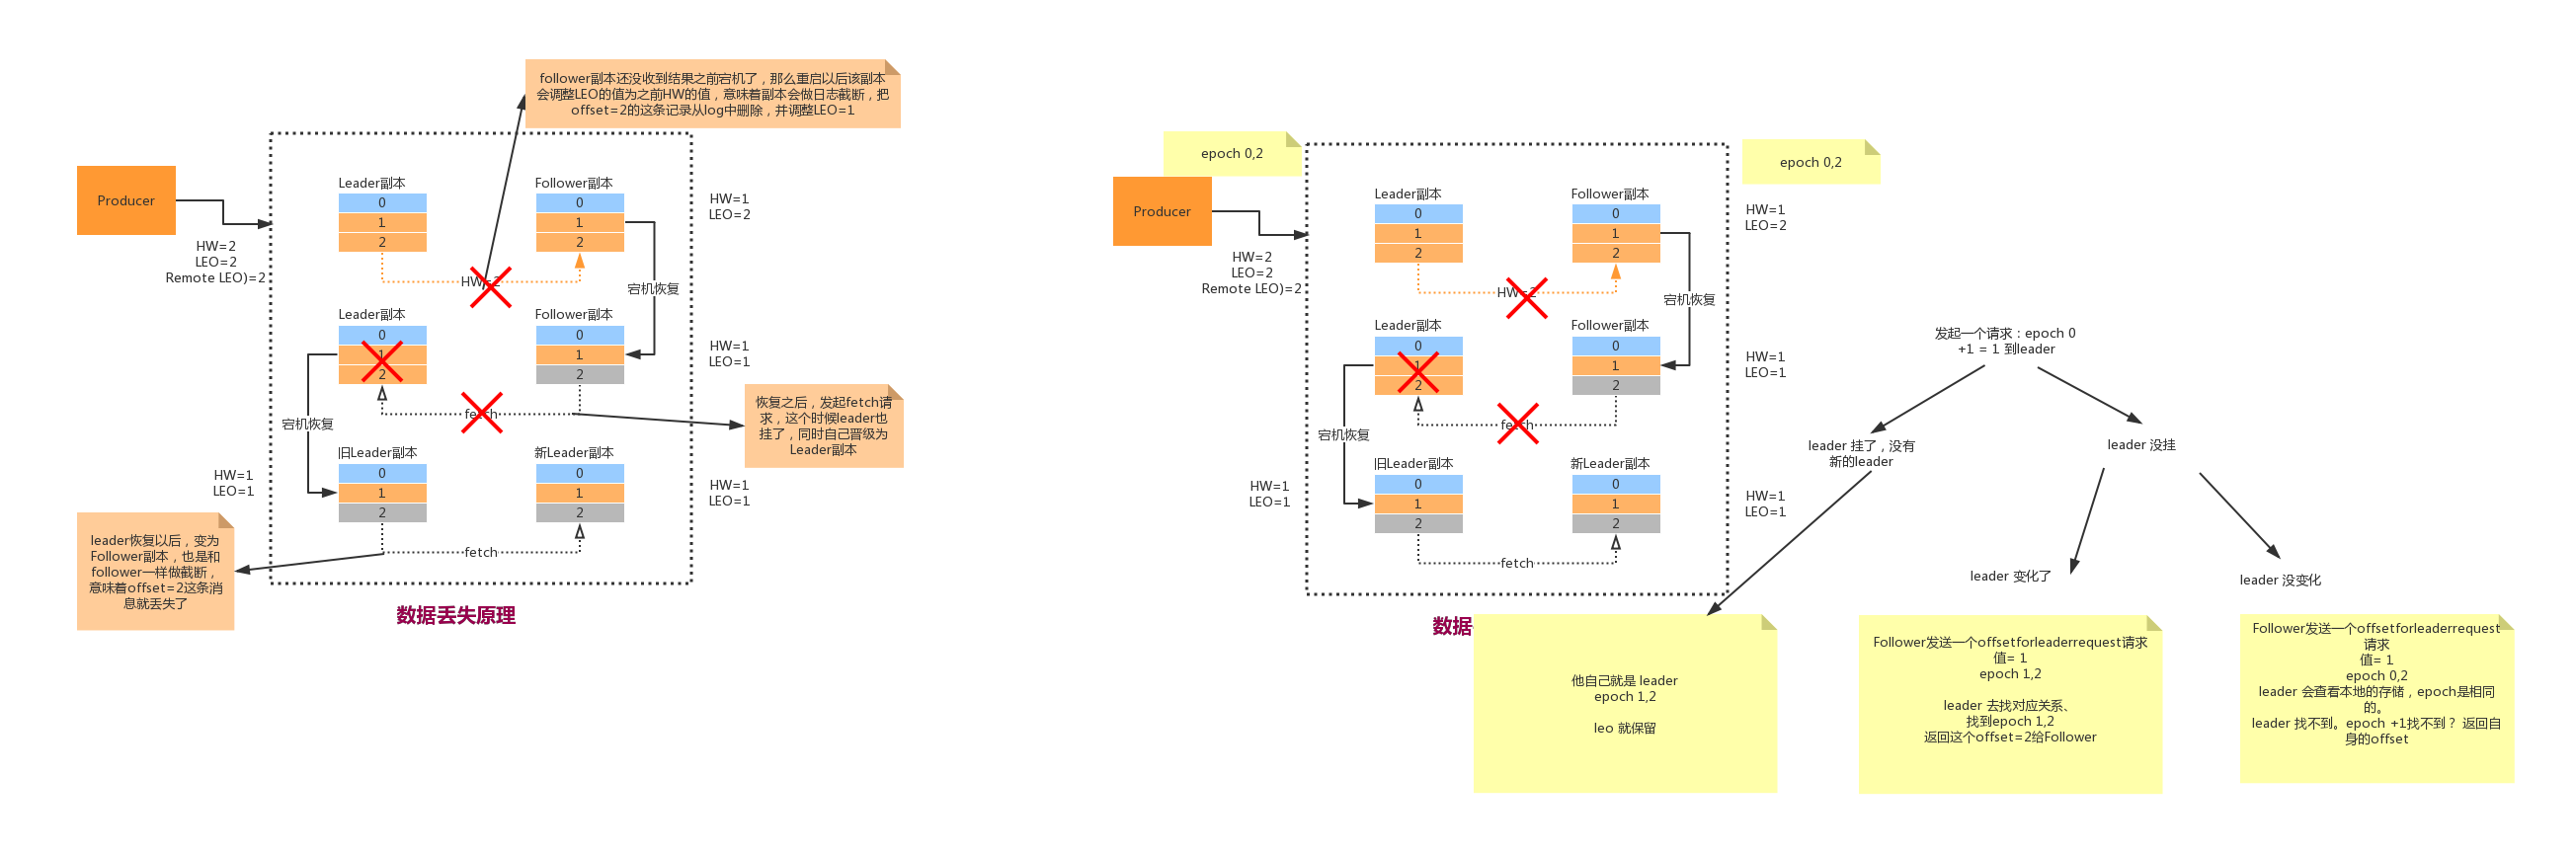 follower副本还没收到结果之前宕机了，那么重启以后该副本
会调整LEO的值为之前HW的值，意味着副本会做日志截断，把
offset=2的这条记录从log中删除，并调整LEO=1
Producer
HW=2
LEO=2
Remote LEO)=2
Leader副本
0
1
2
Follower副本
0
1
2
HW=1
LEO=2
HW=2
宕机恢复
Leader副本
0
1
2
Follower副本
0
1
2
HW=1
LEO=1
fetch
宕机恢复
恢复之后，发起fetch请
求，这个时候leader也
挂了，同时自己晋级为
Leader副本
旧Leader副本
0
1
2
新Leader副本
0
1
2
HW=1
LEO=1
HW=1
LEO=1
fetch
leader恢复以后，变为
Follower副本，也是和
follower一样做截断，
意味着offset=2这条消
息就丢失了
数据丢失原理
epoch 0,2
epoch 0,2
Producer
HW=2
LEO=2
Remote LEO)=2
Leader副本
0
1
2
Follower副本
0
1
2
HW=1
LEO=2
HW=2
宕机恢复
Leader副本
0
1
2
Follower副本
0
1
2
HW=1
LEO=1
fetch
宕机恢复
旧Leader副本
0
1
2
新Leader副本
0
1
2
HW=1
LEO=1
HW=1
LEO=1
fetch
数据
发起一个请求：epoch 0
+1 = 1 到leader
leader 挂了，没有
新的leader
leader 没挂
leader 变化了
leader 没变化
他自己就是 leader
epoch 1,2
leo 就保留
Follower发送一个offsetforleaderrequest请求
值= 1
epoch 1,2
leader 去找对应关系、
找到epoch 1,2
返回这个offset=2给Follower
Follower发送一个offsetforleaderrequest
请求
值= 1
epoch 0,2
leader 会查看本地的存储，epoch是相同
的。
leader 找不到。epoch +1找不到？ 返回自
身的offset